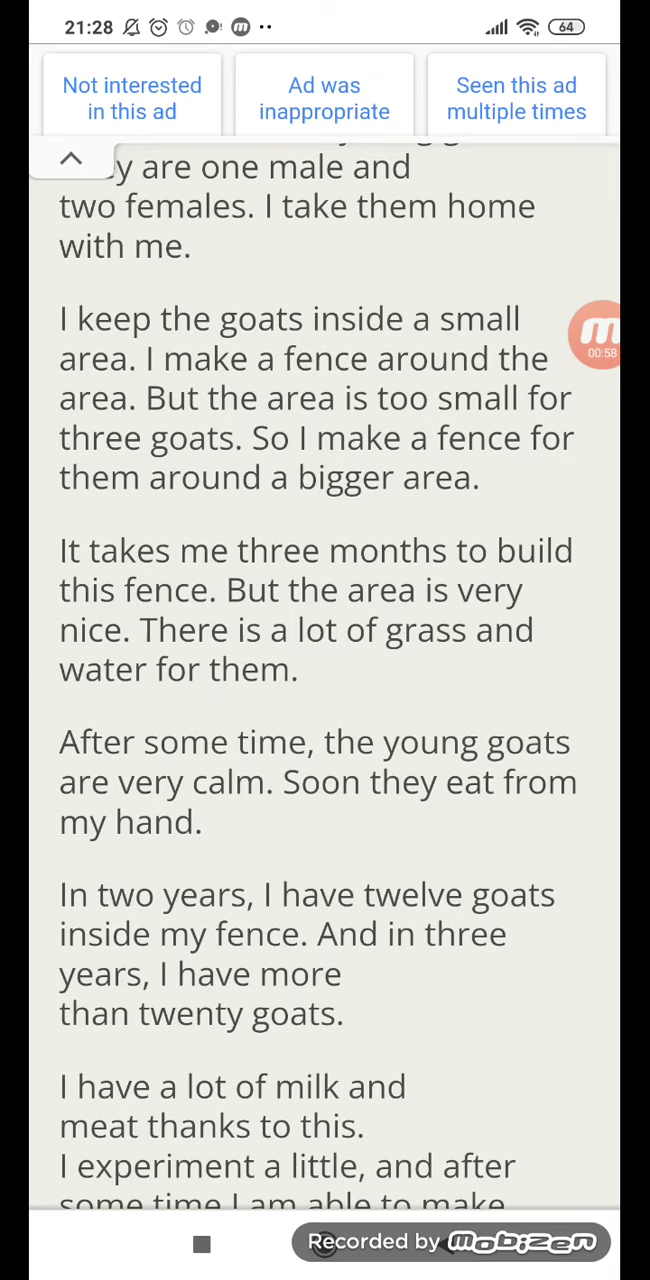 21:28
64
Not interested
in this ad
Ad was
inappropriate
Seen this ad
multiple times
are one male and
two females. I take them home
with me.
I keep the goats inside a small
area. I make a fence around the
area. But the area is too small for
three goats. So I make a fence for
them around a bigger area.
00:58
It takes me three months to build
this fence. But the area is very
nice. There is a lot of grass and
water for them.
After some time, the young goats
are very calm. Soon they eat from
my hand.
In two years, I have twelve goats
inside my fence. And in three
years, I have more
than twenty goats.
I have a lot of milk and
meat thanks to this.
I experiment a little, and after
some time I am able to make
Recorded by mobizen